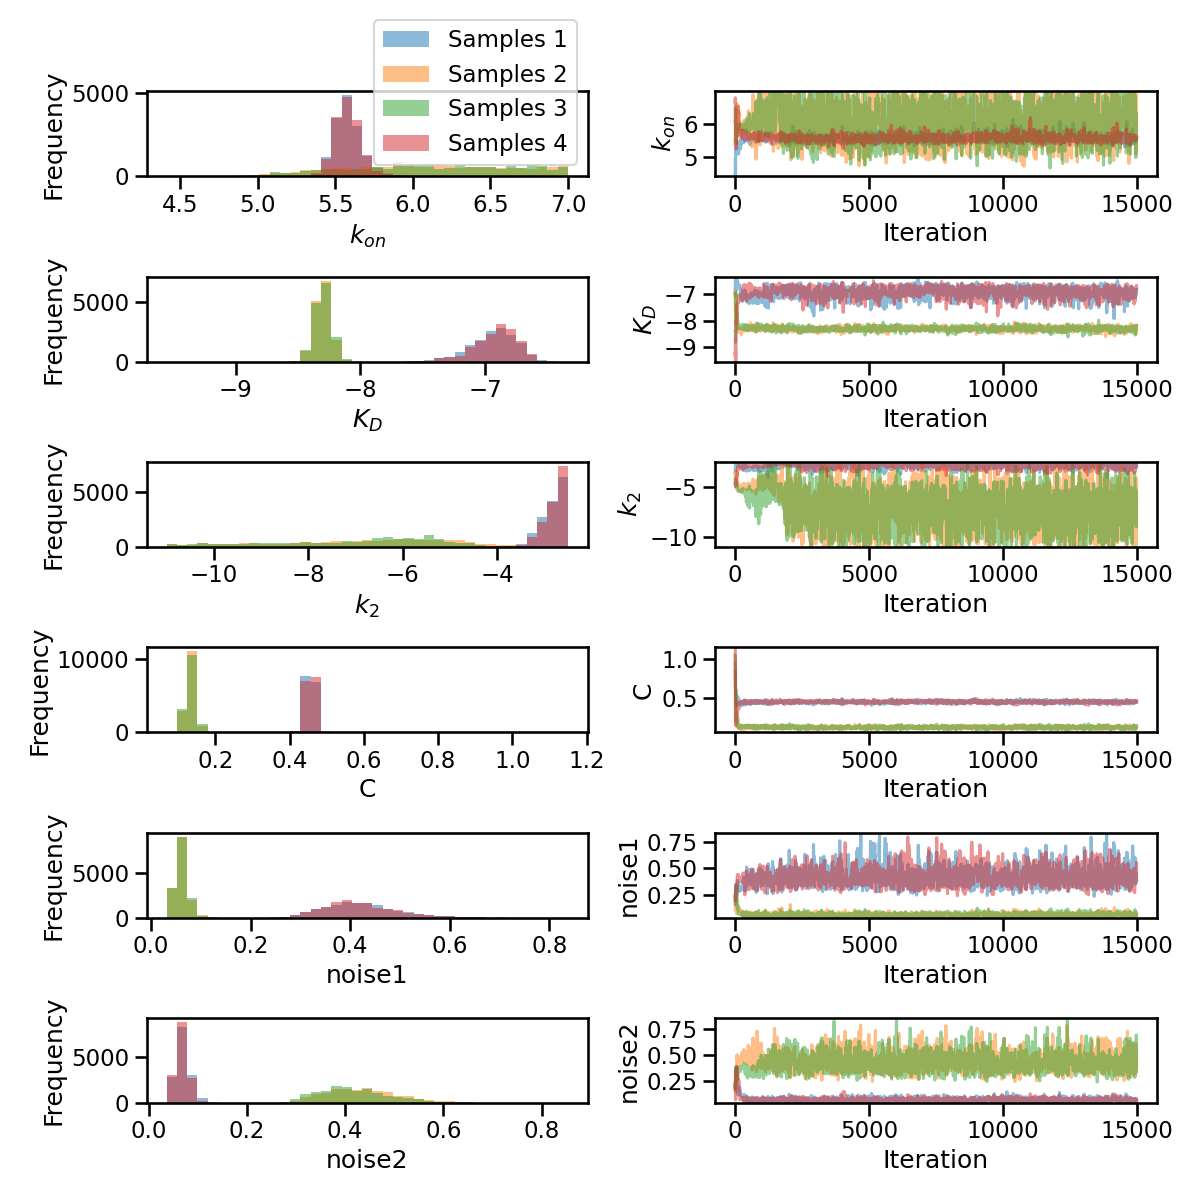 Samples 1
Samples 2
Samples 3
Samples 4
Frequency
5000
0
4.5 5.0 5.5 6.0 6.5 7.0
k_on
k_on
6
5
0 5000 10000 15000
Iteration
Frequency
5000
0
−9 −8 −7
K_D
K_D
−7
−8
−9
0 5000 10000 15000
Iteration
Frequency
5000
0
−10 −8 −6 −4
k_2
k_2
−5
−10
0 5000 10000 15000
Iteration
Frequency
10000
0
0.2 0.4 0.6 0.8 1.0 1.2
C
C
1.0
0.5
0 5000 10000 15000
Iteration
Frequency
5000
0
0.0 0.2 0.4 0.6 0.8
noise1
noise1
0.75
0.50
0.25
0 5000 10000 15000
Iteration
Frequency
5000
0
0.0 0.2 0.4 0.6 0.8
noise2
noise2
0.75
0.50
0.25
0 5000 10000 15000
Iteration